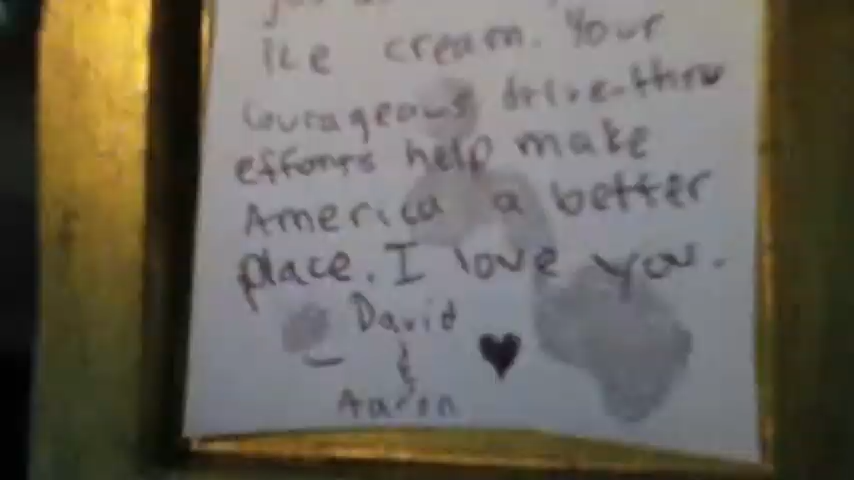 ice cream. Your
courageous drive-thru
efforts help make
America a better
place. I love you.
David
&
Aaron